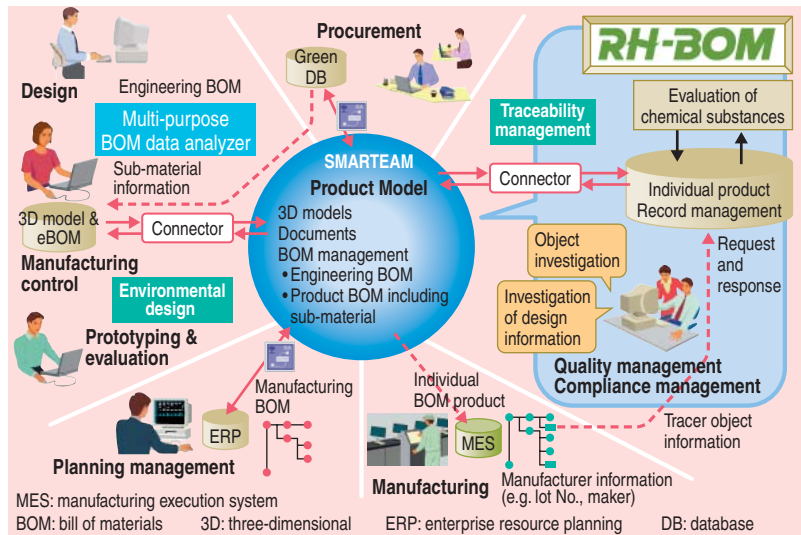 Procurement
RH-BOM
Green
DB
Design
Engineering BOM
Multi-purpose
BOM data analyzer
Sub-material
information
Traceability
management
Evaluation of
chemical substances
SMARTEAM
Product Model
3D models
Documents
BOM management
•Engineering BOM
•Product BOM including
sub-material
Connector
Individual product
Record management
3D model &
eBOM
Connector
Manufacturing
control
Environmental
design
Prototyping &
evaluation
Object
investigation
Investigation
of design
information
Request
and
response
Quality management
Compliance management
Manufacturing
BOM
ERP
Planning management
Individual
BOM product
MES
Manufacturing
Tracer object
information
Manufacturer information
(e.g. lot No., maker)
MES: manufacturing execution system
BOM: bill of materials 3D: three-dimensional ERP: enterprise resource planning DB: database